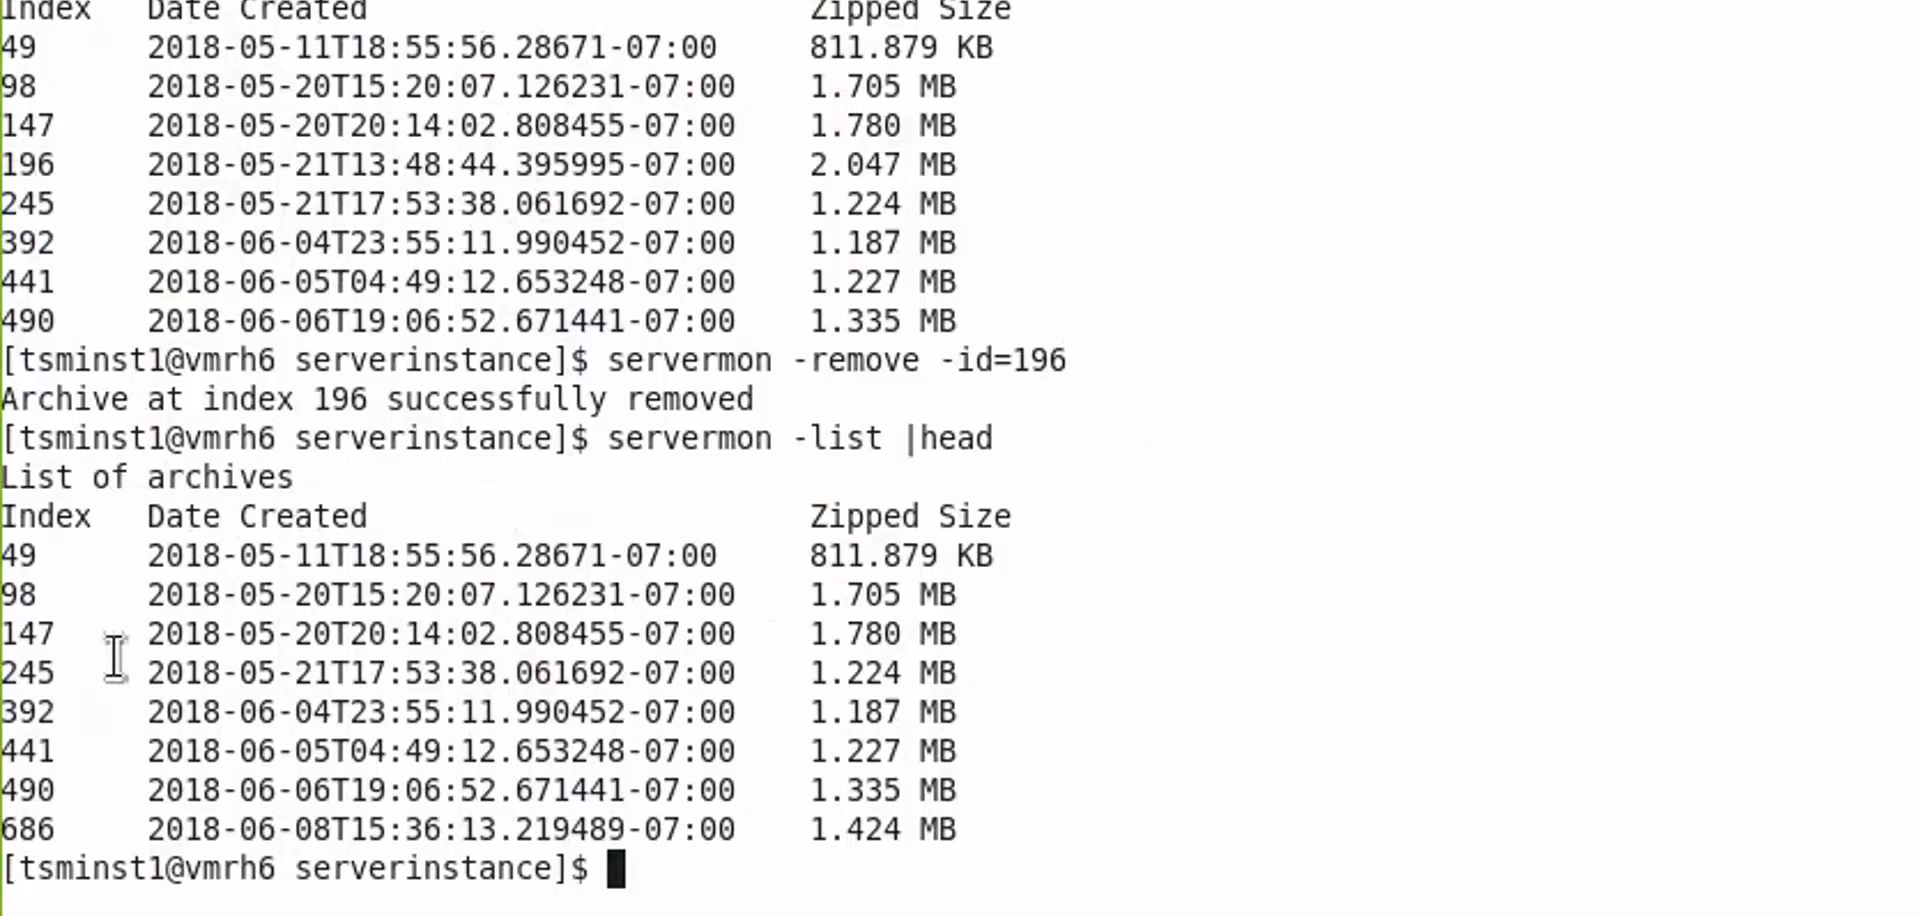 Index Date Created Zipped Size
49 2018-05-11T18:55:56.28671-07:00 811.879 KB
98 2018-05-20T15:20:07.126231-07:00 1.705 MB
147 2018-05-20T20:14:02.808455-07:00 1.780 MB
196 2018-05-21T13:48:44.395995-07:00 2.047 MB
245 2018-05-21T17:53:38.061692-07:00 1.224 MB
392 2018-06-04T23:55:11.990452-07:00 1.187 MB
441 2018-06-05T04:49:12.653248-07:00 1.227 MB
490 2018-06-06T19:06:52.671441-07:00 1.335 MB
[tsminst1@vmrh6 serverinstance]$ servermon -remove -id=196
Archive at index 196 successfully removed
[tsminst1@vmrh6 serverinstance]$ servermon -list |head
List of archives
Index Date Created Zipped Size
49 2018-05-11T18:55:56.28671-07:00 811.879 KB
98 2018-05-20T15:20:07.126231-07:00 1.705 MB
147 2018-05-20T20:14:02.808455-07:00 1.780 MB
245 2018-05-21T17:53:38.061692-07:00 1.224 MB
392 2018-06-04T23:55:11.990452-07:00 1.187 MB
441 2018-06-05T04:49:12.653248-07:00 1.227 MB
490 2018-06-06T19:06:52.671441-07:00 1.335 MB
686 2018-06-08T15:36:13.219489-07:00 1.424 MB
[tsminst1@vmrh6 serverinstance]$